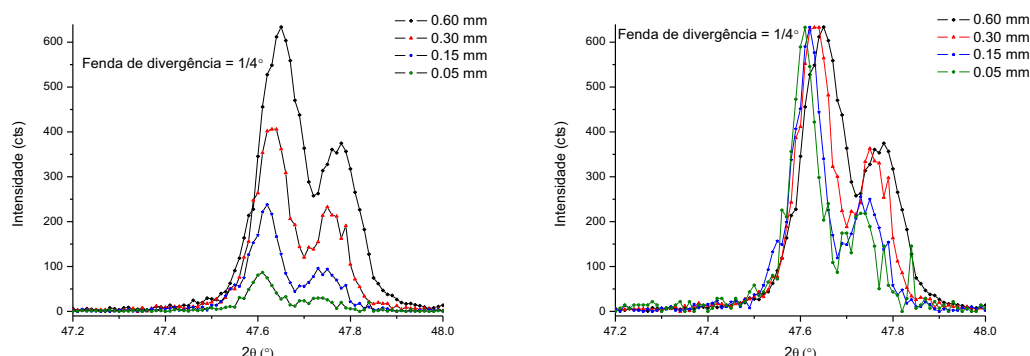 600
500
400
300
200
100
0
Intensidade (cts)
Fenda de divergência = 1/4°
0.60 mm
0.30 mm
0.15 mm
0.05 mm
47.2
47.4
47.6
47.8
48.0
2θ (°)
600
500
400
300
200
100
0
Intensidade (cts)
Fenda de divergência = 1/4°
0.60 mm
0.30 mm
0.15 mm
0.05 mm
47.2
47.4
47.6
47.8
48.0
2θ (°)